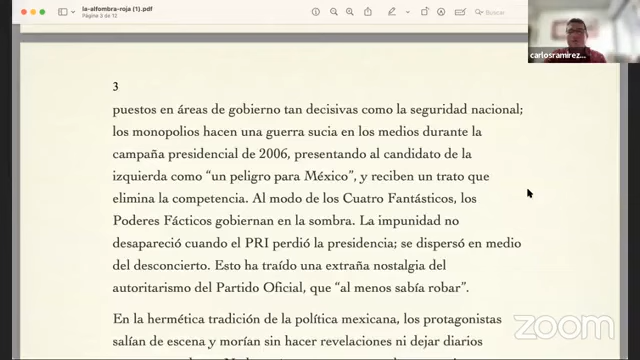 la-alfombra-roja (1).pdf
Página 3 de 12
Buscar
carlosramirez...
3
puestos en áreas de gobierno tan decisivas como la seguridad nacional;
los monopolios hacen una guerra sucia en los medios durante la
campaña presidencial de 2006, presentando al candidato de la
izquierda como “un peligro para México”, y reciben un trato que
elimina la competencia. Al modo de los Cuatro Fantásticos, los
Poderes Fácticos gobiernan en la sombra. La impunidad no
desapareció cuando el PRI perdió la presidencia; se dispersó en medio
del desconcierto. Esto ha traído una extraña nostalgia del
autoritarismo del Partido Oficial, que “al menos sabía robar”.
En la hermética tradición de la política mexicana, los protagonistas
salían de escena y morían sin hacer revelaciones ni dejar diarios
zoom